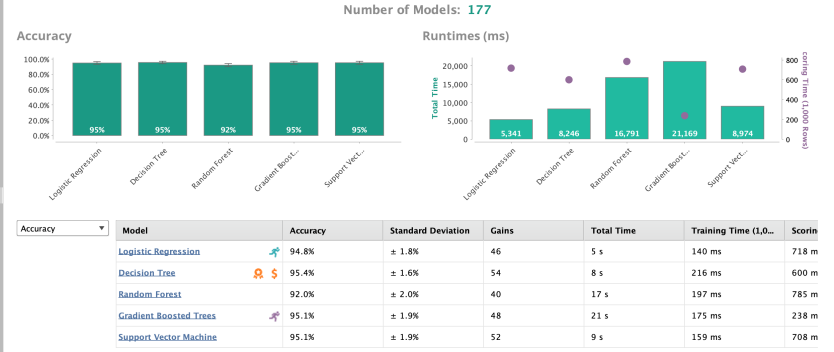 Number of Models: 177
Accuracy
100.0%
80.0%
60.0%
40.0%
20.0%
0.0%
95%
95%
92%
95%
95%
Logistic Regression
Decision Tree
Random Forest
Gradient Boost...
Support Vect...
Runtimes (ms)
Total Time
20,000
15,000
10,000
5,000
0
5,341
8,246
16,791
21,169
8,974
800
600
400
200
0
coring Time (1,000 Rows)
Logistic Regression
Decision Tree
Random Forest
Gradient Boost...
Support Vect...
Accuracy
Model Accuracy Standard Deviation Gains Total Time Training Time (1,0... Scorin
Logistic Regression 94.8% ± 1.8% 46 5 s 140 ms 718 m
Decision Tree $ 95.4% ± 1.6% 54 8 s 216 ms 600 m
Random Forest 92.0% ± 2.0% 40 17 s 197 ms 785 m
Gradient Boosted Trees 95.1% ± 1.9% 48 21 s 175 ms 238 m
Support Vector Machine 95.1% ± 1.9% 52 9 s 159 ms 708 m